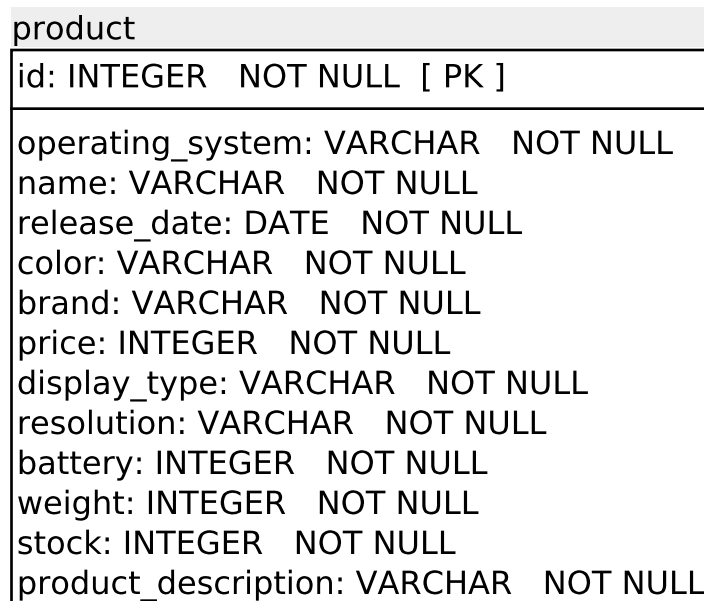 product
id: INTEGER NOT NULL [ PK ]
operating_system: VARCHAR NOT NULL
name: VARCHAR NOT NULL
release_date: DATE NOT NULL
color: VARCHAR NOT NULL
brand: VARCHAR NOT NULL
price: INTEGER NOT NULL
display_type: VARCHAR NOT NULL
resolution: VARCHAR NOT NULL
battery: INTEGER NOT NULL
weight: INTEGER NOT NULL
stock: INTEGER NOT NULL
product_description: VARCHAR NOT NULL